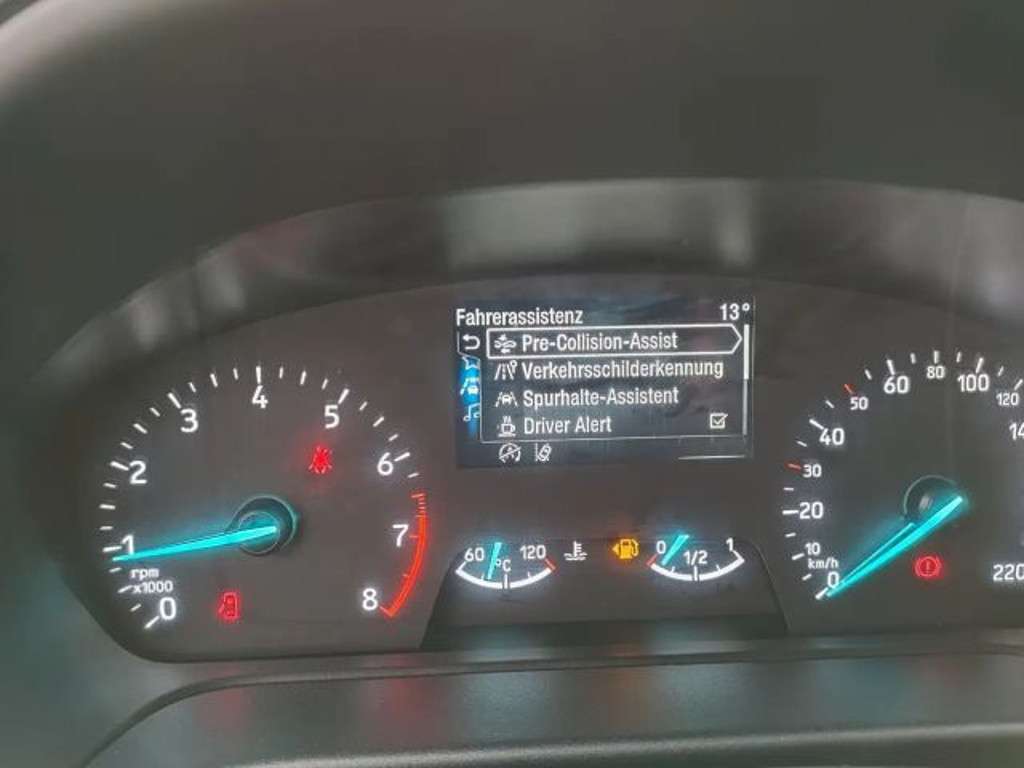 Fahrerassistenz 13°
Pre-Collision-Assist
Verkehrsschilderkennung
Spurhalte-Assistent
Driver Alert
0
1
2
3
4
5
6
7
8
rpm
x1000
60 120
°C
0 1/2 1
0
10
20
30
40
50
60
80
100
120
14
220
km/h